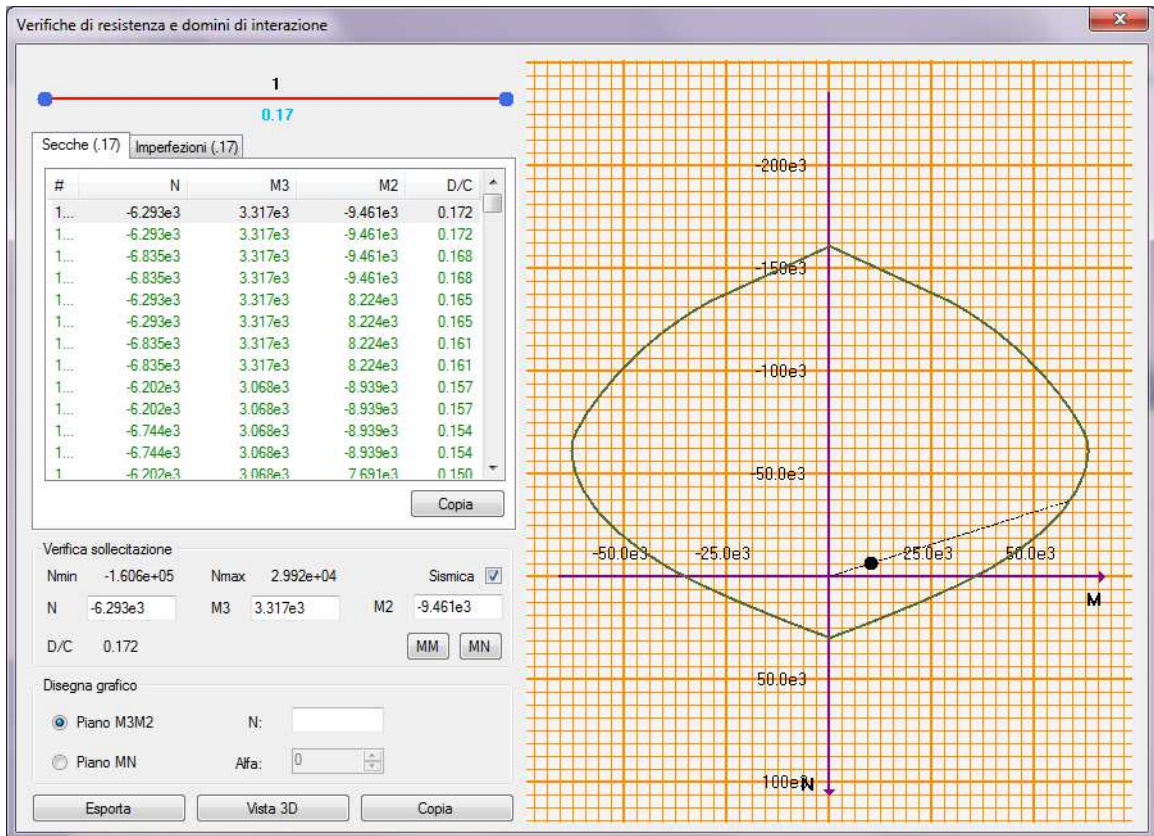 Verifiche di resistenza e domini di interazione
1
0.17
Secche (.17) Imperfezioni (.17)
# N M3 M2 D/C
1... -6.293e3 3.317e3 -9.461e3 0.172
1... -6.293e3 3.317e3 -9.461e3 0.172
1... -6.835e3 3.317e3 -9.461e3 0.168
1... -6.835e3 3.317e3 -9.461e3 0.168
1... -6.293e3 3.317e3 8.224e3 0.165
1... -6.293e3 3.317e3 8.224e3 0.165
1... -6.835e3 3.317e3 8.224e3 0.161
1... -6.835e3 3.317e3 8.224e3 0.161
1... -6.202e3 3.068e3 -8.939e3 0.157
1... -6.202e3 3.068e3 -8.939e3 0.157
1... -6.744e3 3.068e3 -8.939e3 0.154
1... -6.744e3 3.068e3 -8.939e3 0.154
1 -6.202e3 3.068e3 7.691e3 0.150
Copia
Verifica sollecitazione
Nmin -1.606e+05 Nmax 2.992e+04 Sismica
N -6.293e3 M3 3.317e3 M2 -9.461e3
D/C 0.172 MM MN
Disegna grafico
Piano M3M2 N:
Piano MN Alfa: 0
Esporta Vista 3D Copia
-200e3
-150e3
-100e3
-50.0e3
-50.0e3 -25.0e3 25.0e3 50.0e3
M
50.0e3
100e3 N